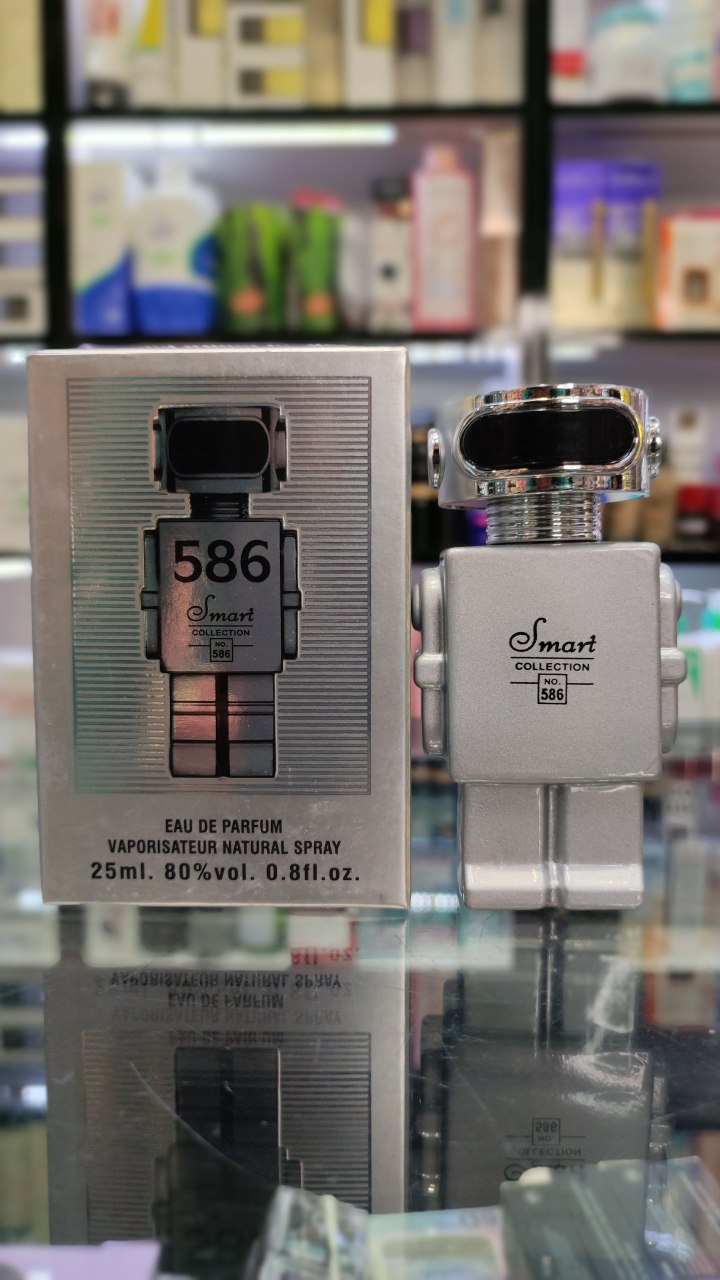 586
Smart
COLLECTION
NO.
586
EAU DE PARFUM
VAPORISATEUR NATURAL SPRAY
25ml. 80%vol. 0.8fl.oz.
Smart
COLLECTION
NO.
586